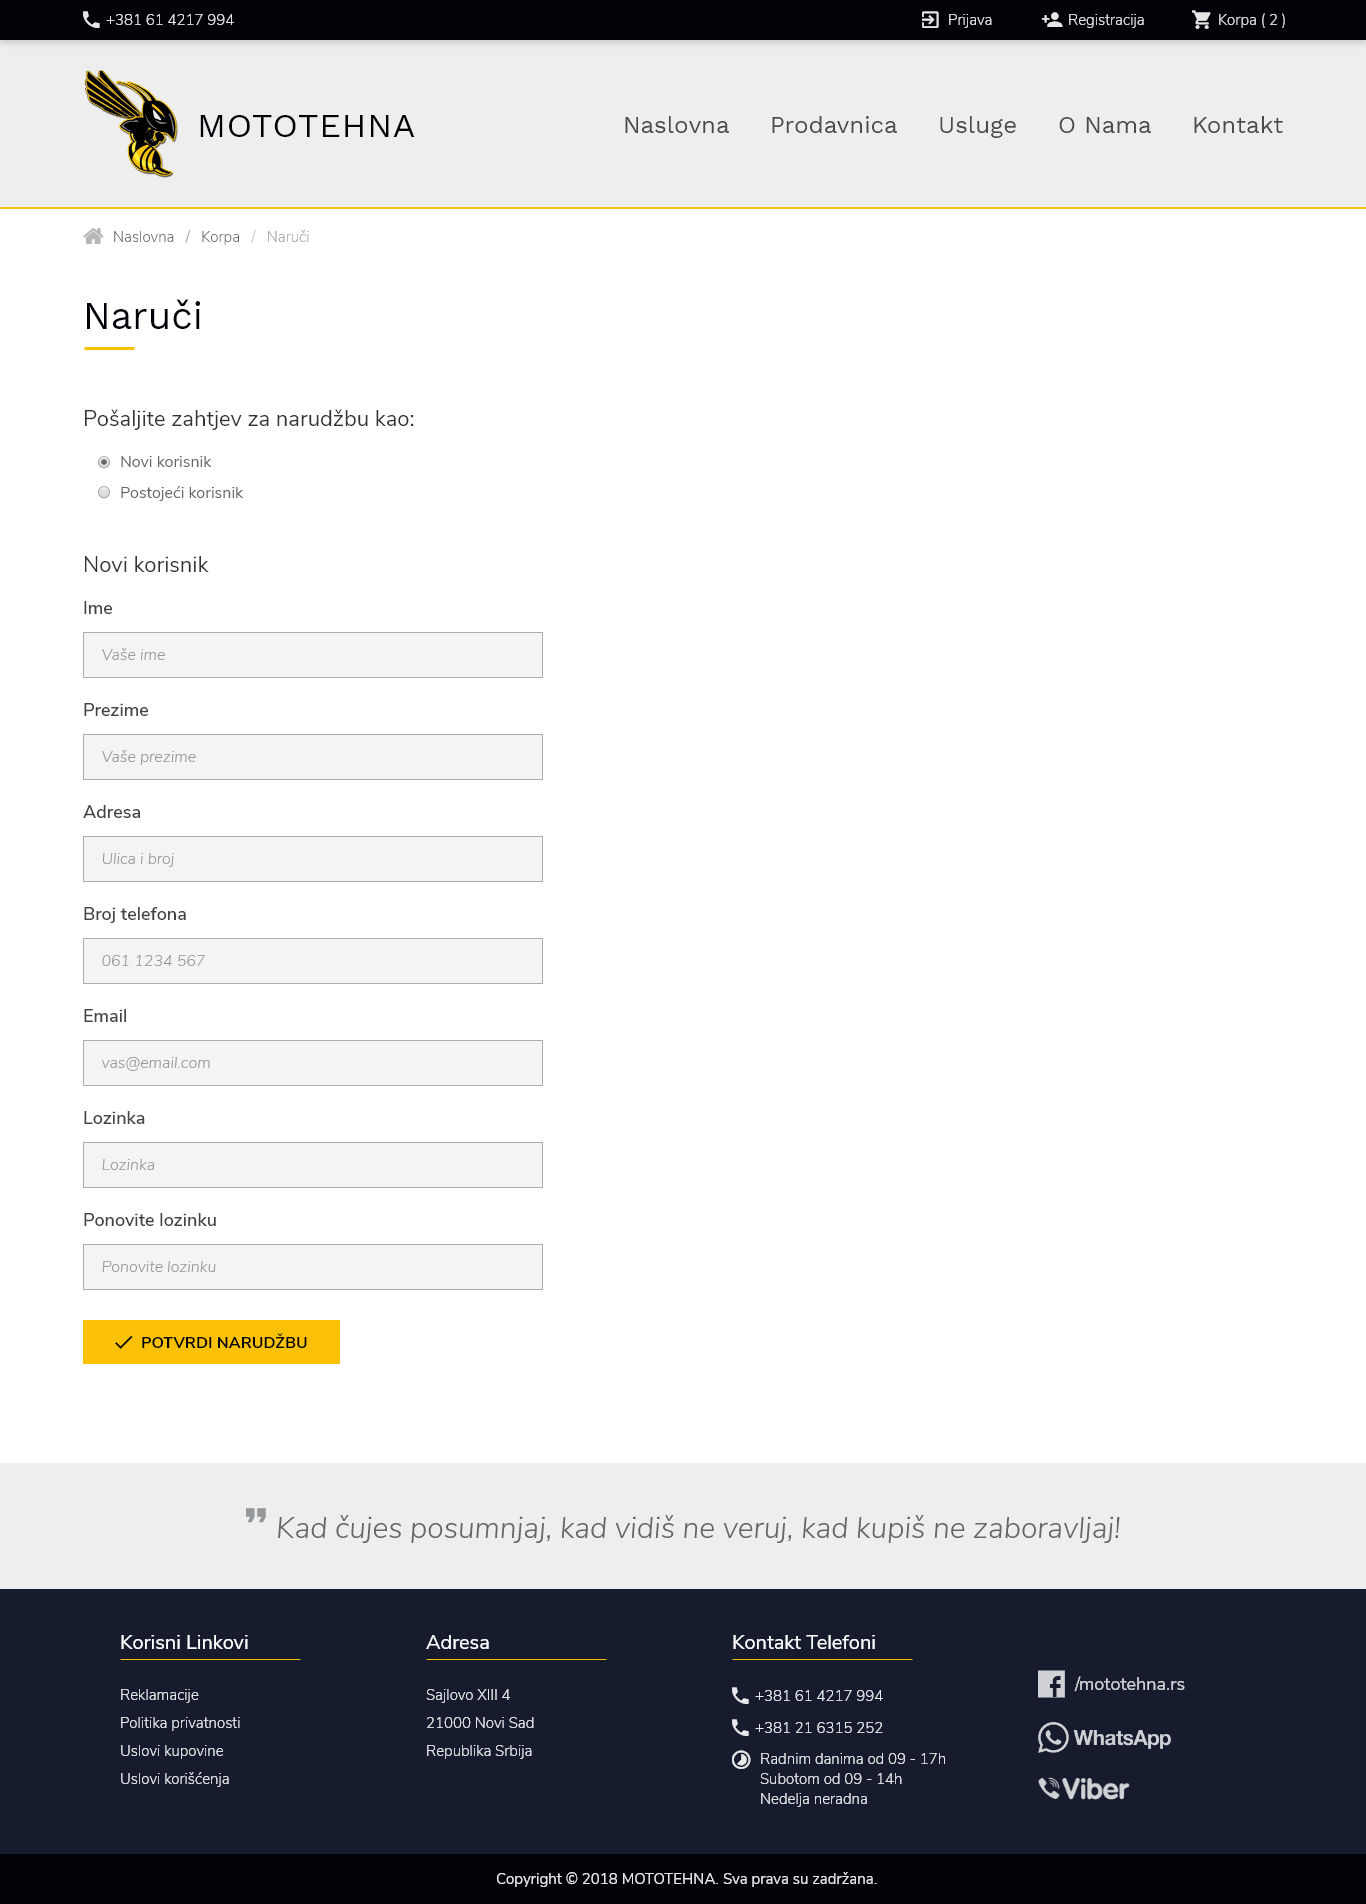 +381 61 4217 994
Prijava
Registracija
Korpa ( 2 )
MOTOTEHNA
Naslovna
Prodavnica
Usluge
O Nama
Kontakt
Naslovna / Korpa / Naruči
Naruči
Pošaljite zahtjev za narudžbu kao:
Novi korisnik
Postojeći korisnik
Novi korisnik
Ime
Vaše ime
Prezime
Vaše prezime
Adresa
Ulica i broj
Broj telefona
061 1234 567
Email
vas@email.com
Lozinka
Lozinka
Ponovite lozinku
Ponovite lozinku
POTVRDI NARUDŽBU
" Kad čujes posumnjaj, kad vidiš ne veruj, kad kupiš ne zaboravljaj!
Korisni Linkovi
Reklamacije
Politika privatnosti
Uslovi kupovine
Uslovi korišćenja
Adresa
Sajlovo XIII 4
21000 Novi Sad
Republika Srbija
Kontakt Telefoni
+381 61 4217 994
+381 21 6315 252
Radnim danima od 09 - 17h
Subotom od 09 - 14h
Nedelja neradna
/mototehna.rs
WhatsApp
Viber
Copyright © 2018 MOTOTEHNA. Sva prava su zadržana.